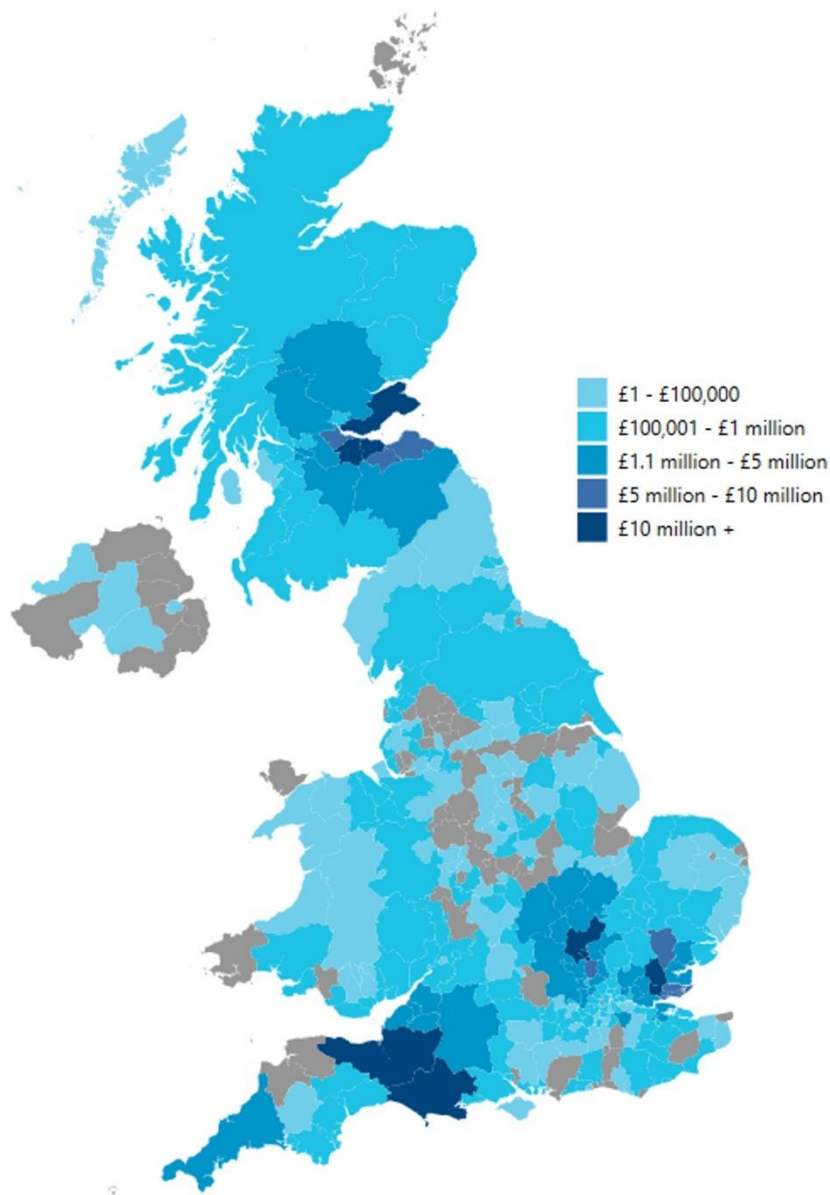 £1 - £100,000
£100,001 - £1 million
£1.1 million - £5 million
£5 million - £10 million
£10 million +